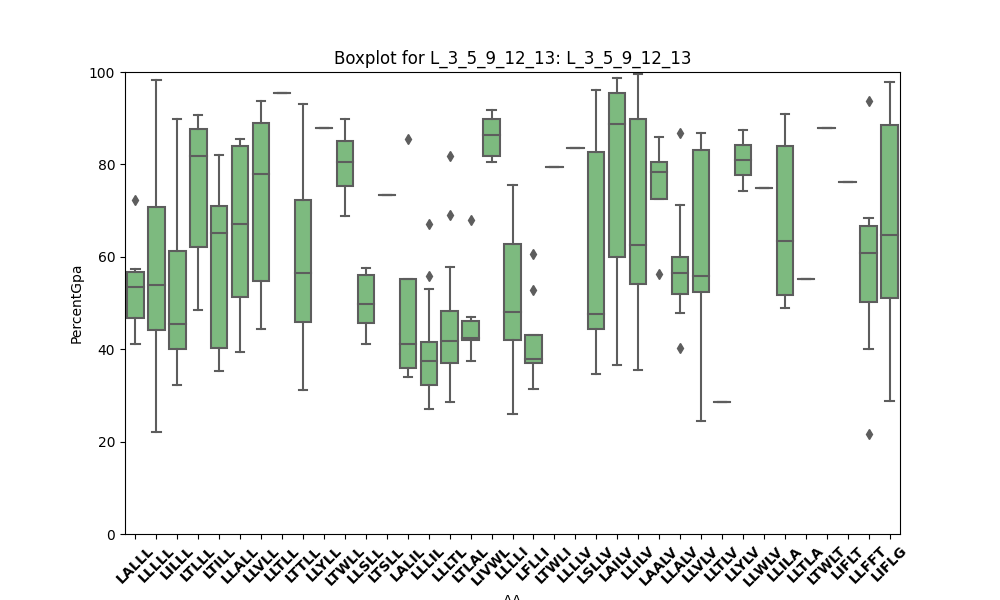 Boxplot for L_3_5_9_12_13: L_3_5_9_12_13
PercentGpa
100
80
60
40
20
0
LALLL
LLLLL
LILLL
LTLLL
LTILL
LLALL
LLVLL
LLTLL
LTTLL
LLYLL
LTWLL
LLSLL
LTSLL
LALIL
LLLIL
LLLTL
LTLAL
LIVWL
LLLLI
LFLLI
LTWLI
LLLLV
LSLLV
LAILV
LLILV
LAALV
LLALV
LLVLV
LLTLV
LLYLV
LLWLV
LLILA
LLTLA
LTWLT
LIFLT
LLFFT
LIFLG